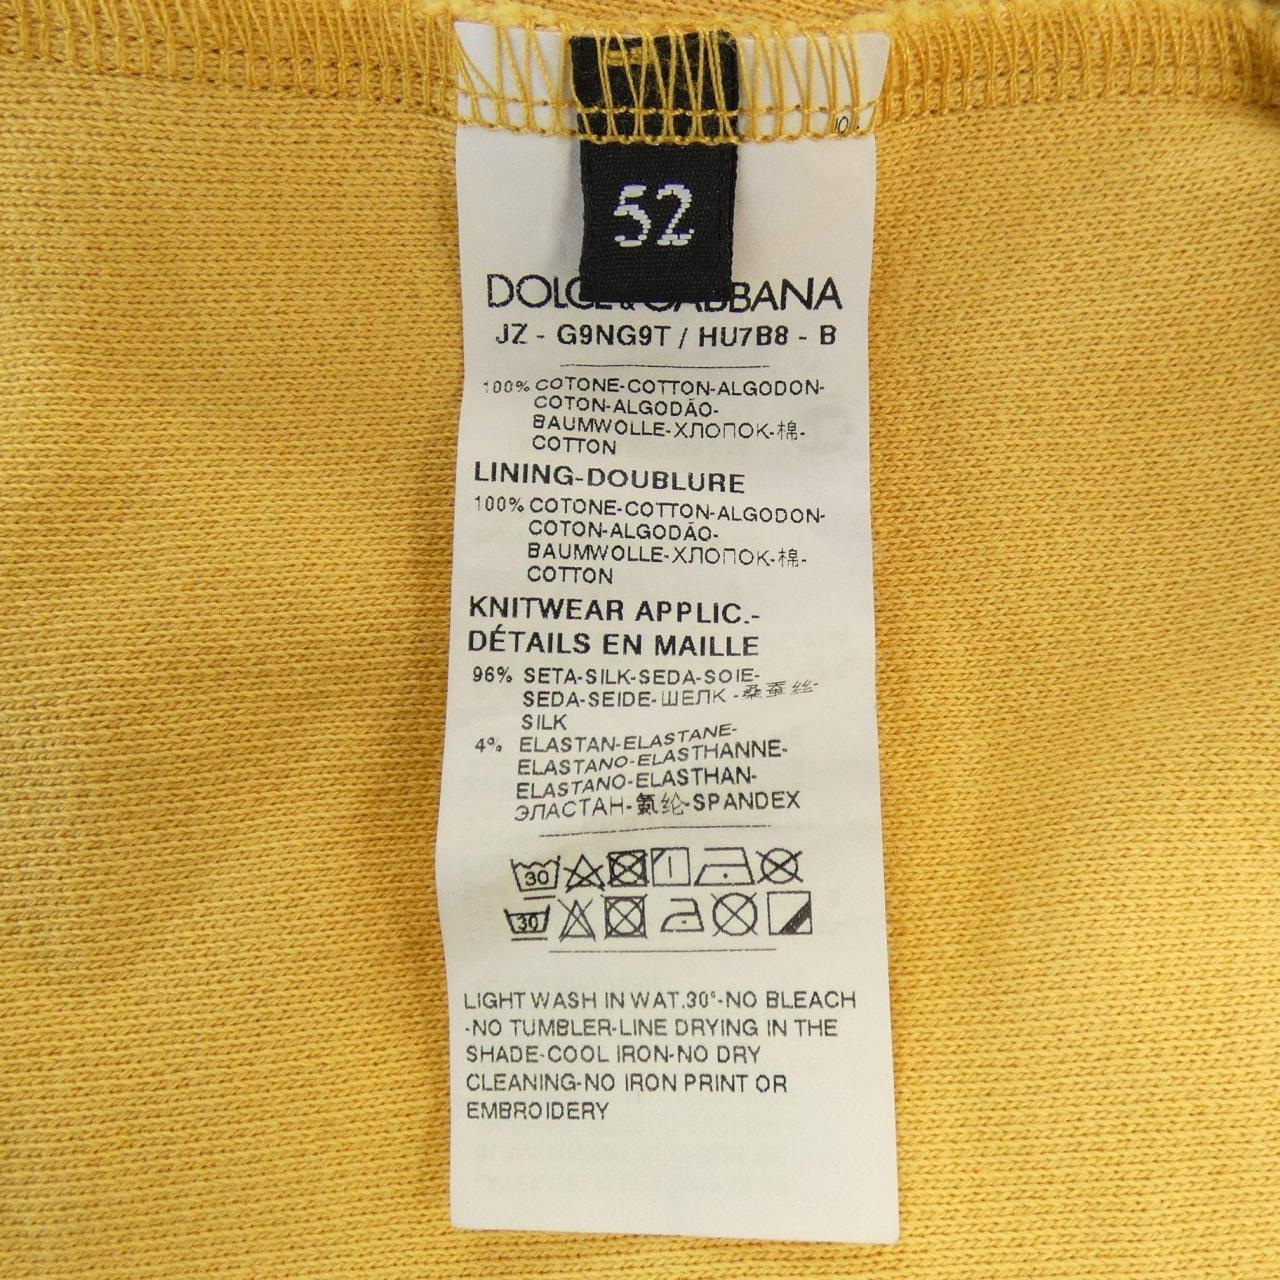 52
DOLCE & GABBANA
JZ - G9NG9T / HU7B8 - B
100% COTONE-COTTON-ALGODON-
COTON-ALGODÃO-
BAUMWOLLE-ХЛОПОК-棉-
COTTON
LINING-DOUBLURE
100% COTONE-COTTON-ALGODON-
COTON-ALGODÃO-
BAUMWOLLE-ХЛОПОК-棉-
COTTON
KNITWEAR APPLIC.-
DÉTAILS EN MAILLE
96% SETA-SILK-SEDA-SOIE-
SEDA-SEIDE-ШЕЛК-桑蚕丝-
SILK
4% ELASTAN-ELASTANE-
ELASTANO-ELASTHANNE-
ELASTANO-ELASTHAN-
ЭЛАСТАН-氨纶-SPANDEX
30
30
LIGHT WASH IN WAT.30°-NO BLEACH
-NO TUMBLER-LINE DRYING IN THE
SHADE-COOL IRON-NO DRY
CLEANING-NO IRON PRINT OR
EMBROIDERY